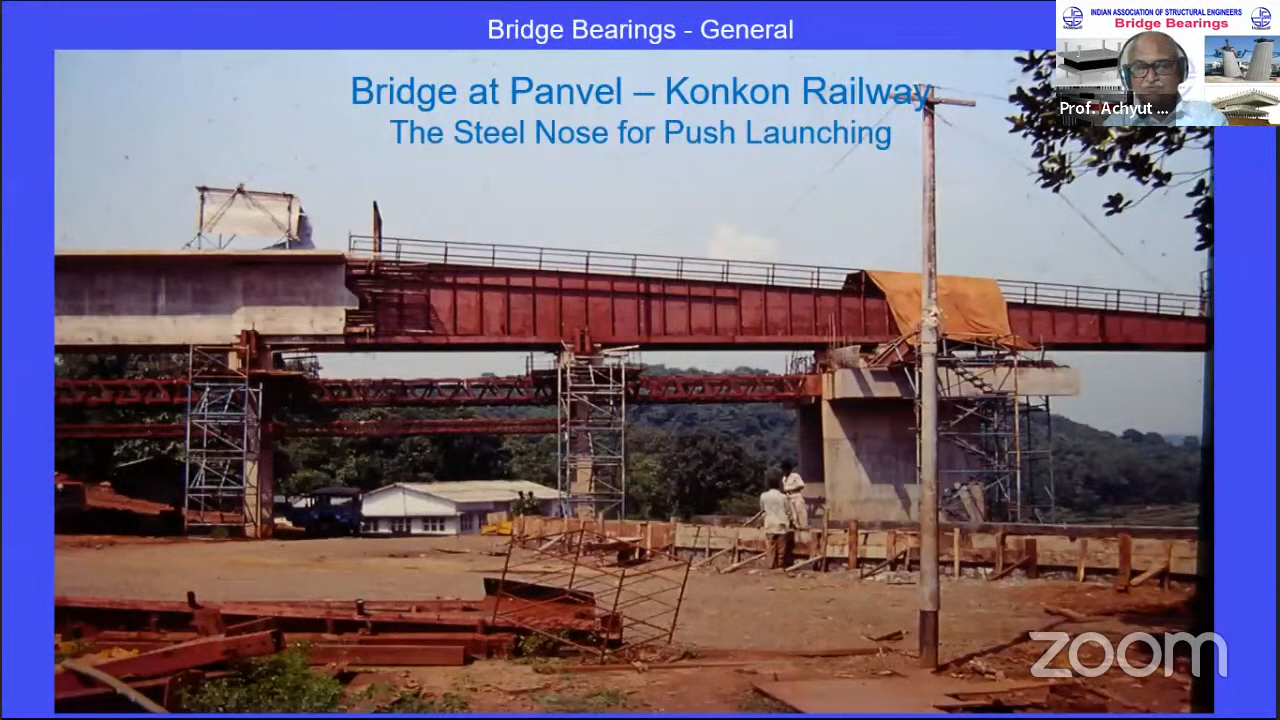 Bridge Bearings - General
INDIAN ASSOCIATION OF STRUCTURAL ENGINEERS
Bridge Bearings
Prof. Achyut ...
Bridge at Panvel – Konkon Railway
The Steel Nose for Push Launching
zoom